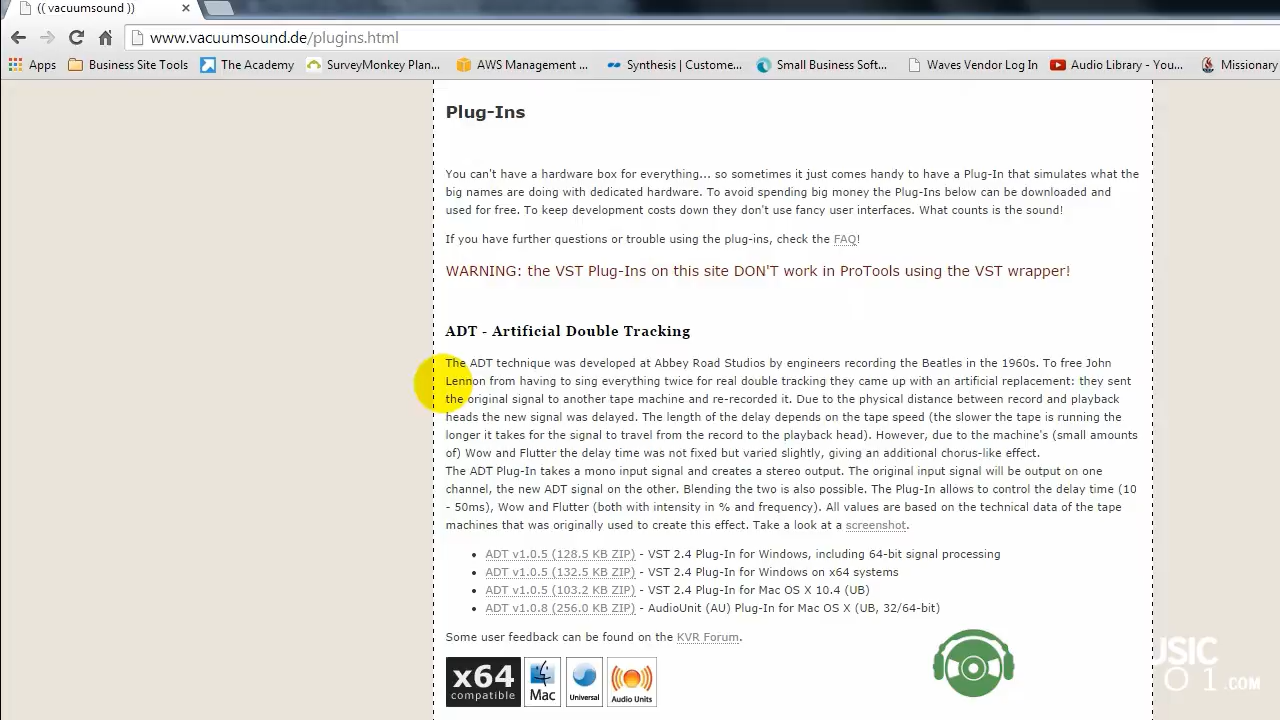 (( vacuumsound ))
www.vacuumsound.de/plugins.html
Apps Business Site Tools The Academy SurveyMonkey Plan... AWS Management ... Synthesis | Custome... Small Business Soft... Waves Vendor Log In Audio Library - You... Missionary
Plug-Ins
You can't have a hardware box for everything... so sometimes it just comes handy to have a Plug-In that simulates what the
big names are doing with dedicated hardware. To avoid spending big money the Plug-Ins below can be downloaded and
used for free. To keep development costs down they don't use fancy user interfaces. What counts is the sound!
If you have further questions or trouble using the plug-ins, check the FAQ!
WARNING: the VST Plug-Ins on this site DON'T work in ProTools using the VST wrapper!
ADT - Artificial Double Tracking
The ADT technique was developed at Abbey Road Studios by engineers recording the Beatles in the 1960s. To free John
Lennon from having to sing everything twice for real double tracking they came up with an artificial replacement: they sent
the original signal to another tape machine and re-recorded it. Due to the physical distance between record and playback
heads the new signal was delayed. The length of the delay depends on the tape speed (the slower the tape is running the
longer it takes for the signal to travel from the record to the playback head). However, due to the machine's (small amounts
of) Wow and Flutter the delay time was not fixed but varied slightly, giving an additional chorus-like effect.
The ADT Plug-In takes a mono input signal and creates a stereo output. The original input signal will be output on one
channel, the new ADT signal on the other. Blending the two is also possible. The Plug-In allows to control the delay time (10
- 50ms), Wow and Flutter (both with intensity in % and frequency). All values are based on the technical data of the tape
machines that was originally used to create this effect. Take a look at a screenshot.
• ADT v1.0.5 (128.5 KB ZIP) - VST 2.4 Plug-In for Windows, including 64-bit signal processing
• ADT v1.0.5 (132.5 KB ZIP) - VST 2.4 Plug-In for Windows on x64 systems
• ADT v1.0.5 (103.2 KB ZIP) - VST 2.4 Plug-In for Mac OS X 10.4 (UB)
• ADT v1.0.8 (256.0 KB ZIP) - AudioUnit (AU) Plug-In for Mac OS X (UB, 32/64-bit)
Some user feedback can be found on the KVR Forum.
x64
compatible
Mac
Universal
Audio Units
USIC
01.COM